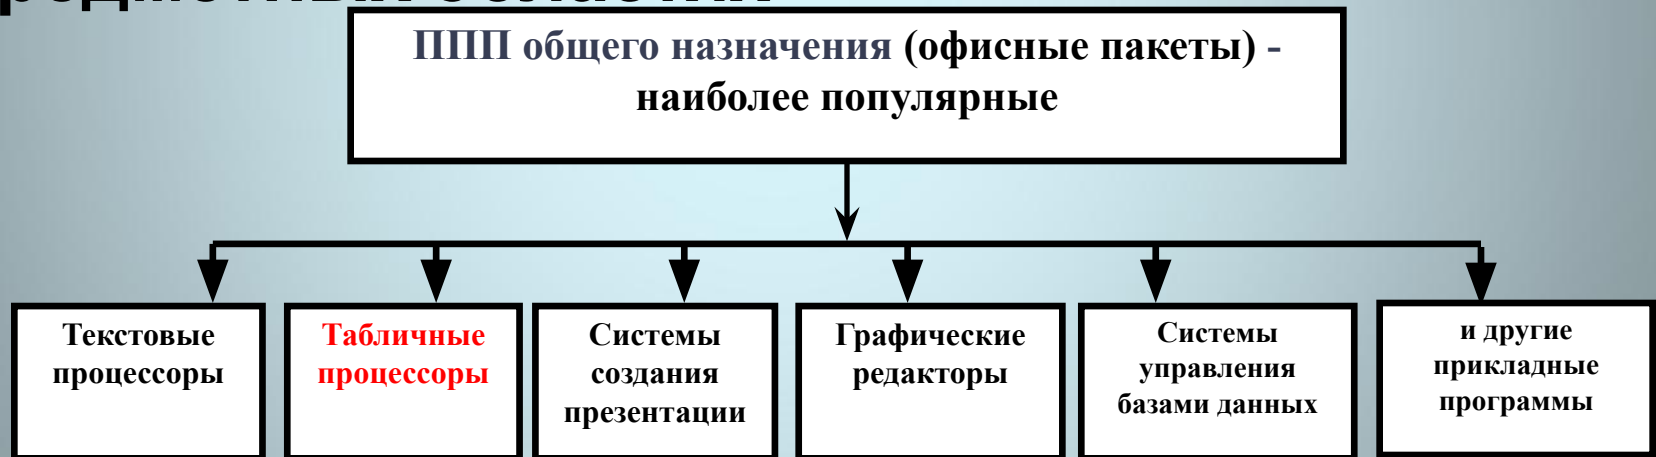 ППП общего назначения (офисные пакеты) -
наиболее популярные
Текстовые
процессоры
Табличные
процессоры
Системы
создания
презентации
Графические
редакторы
Системы
управления
базами данных
и другие
прикладные
программы